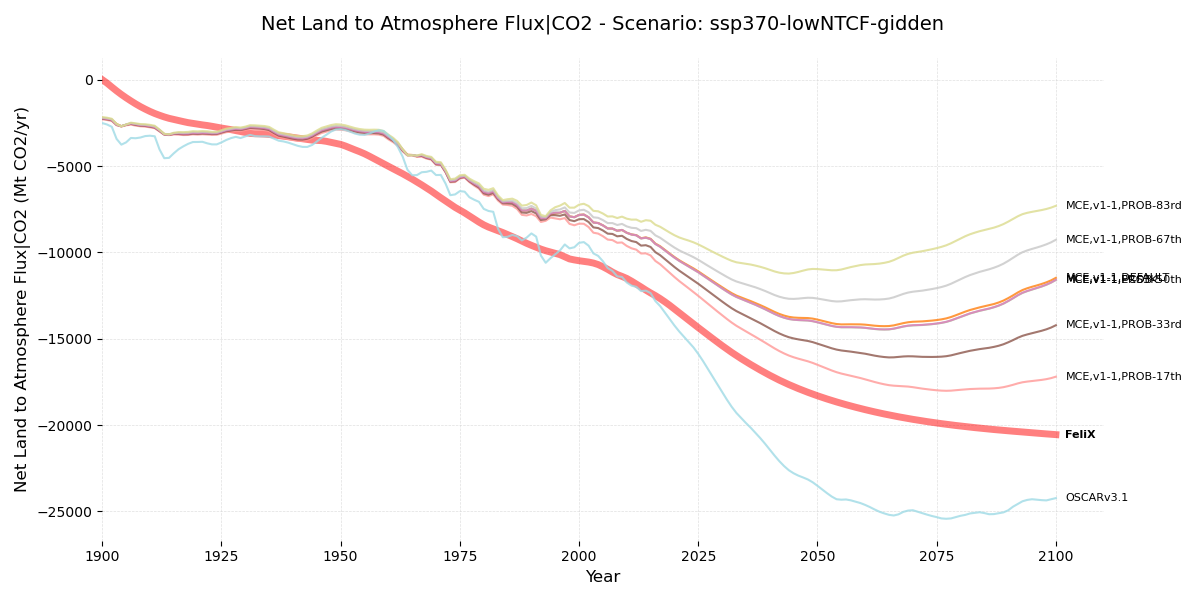 Net Land to Atmosphere Flux|CO2 - Scenario: ssp370-lowNTCF-gidden
Net Land to Atmosphere Flux|CO2 (Mt CO2/yr)
0
−5000
−10000
−15000
−20000
−25000
MCE,v1-1,PROB-83rd
MCE,v1-1,PROB-67th
MCE,v1-1,PROB-33rd
MCE,v1-1,PROB-17th
FeliX
OSCARv3.1
1900 1925 1950 1975 2000 2025 2050 2075 2100
Year